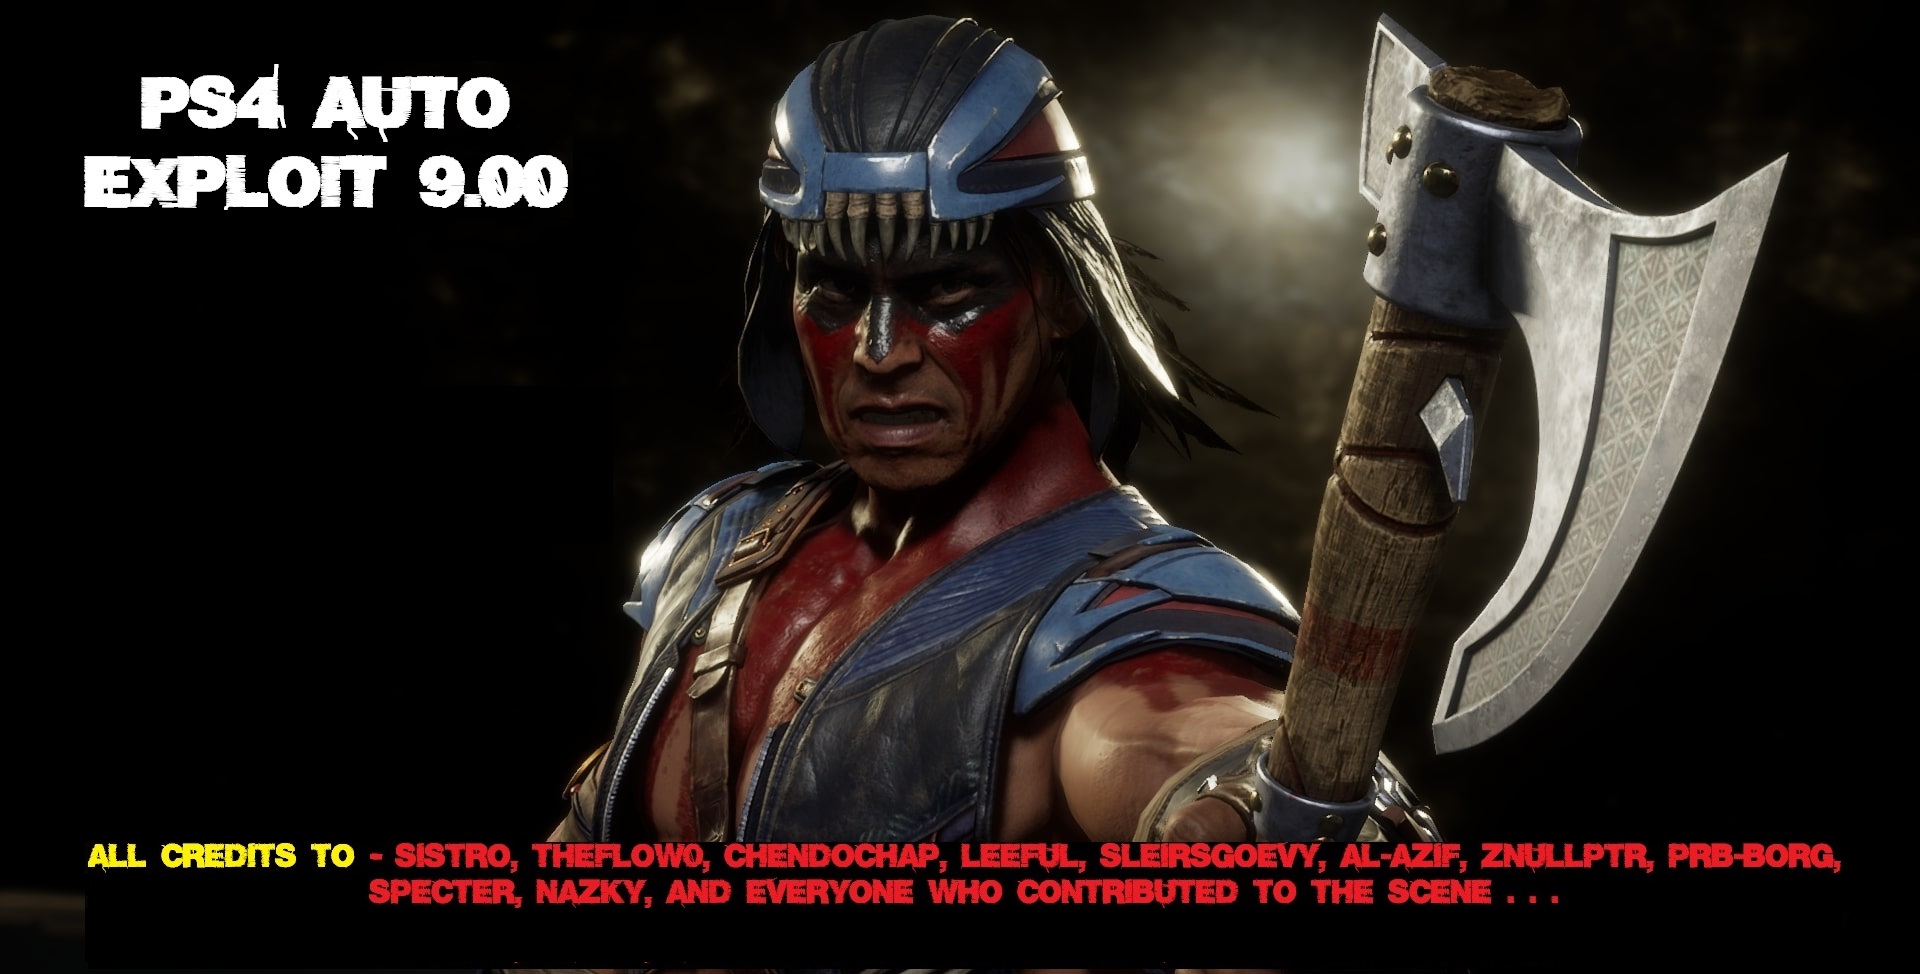 PS4 AUTO
EXPLOIT 9.00
ALL CREDITS TO - SISTRO, THEFLOW0, CHENDOCHAP, LEEFUL, SLEIRSGOEVY, AL-AZIF, ZNULLPTR, PRB-BORG,
SPECTER, NAZKY, AND EVERYONE WHO CONTRIBUTED TO THE SCENE . . .